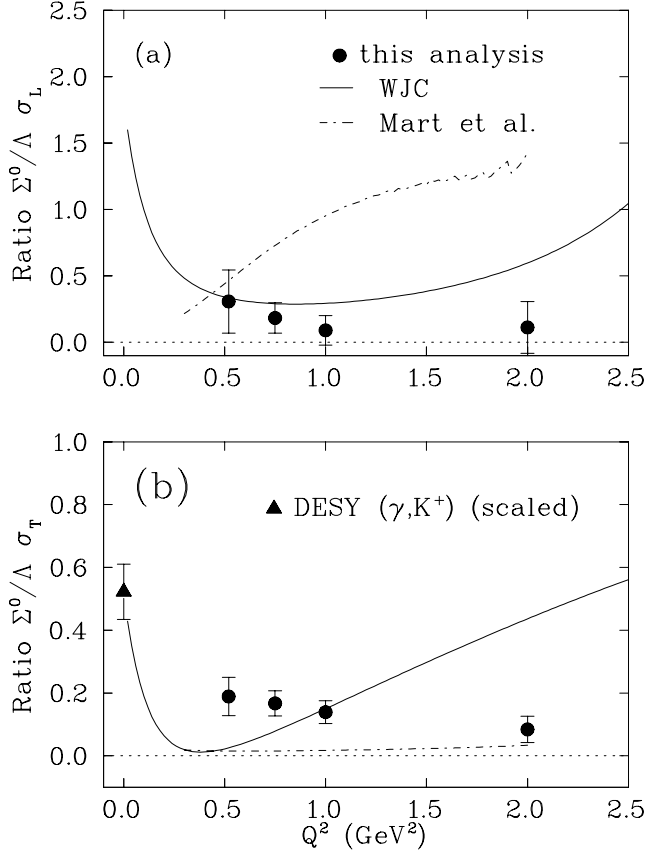 2.5
(a)
this analysis
WJC
Mart et al.
2.0
1.5
1.0
0.5
0.0
Ratio Σ⁰/Λ σ_L
0.0 0.5 1.0 1.5 2.0 2.5
1.0
(b)
DESY (γ,K⁺) (scaled)
0.8
0.6
0.4
0.2
0.0
Ratio Σ⁰/Λ σ_T
0.0 0.5 1.0 1.5 2.0 2.5
Q² (GeV²)